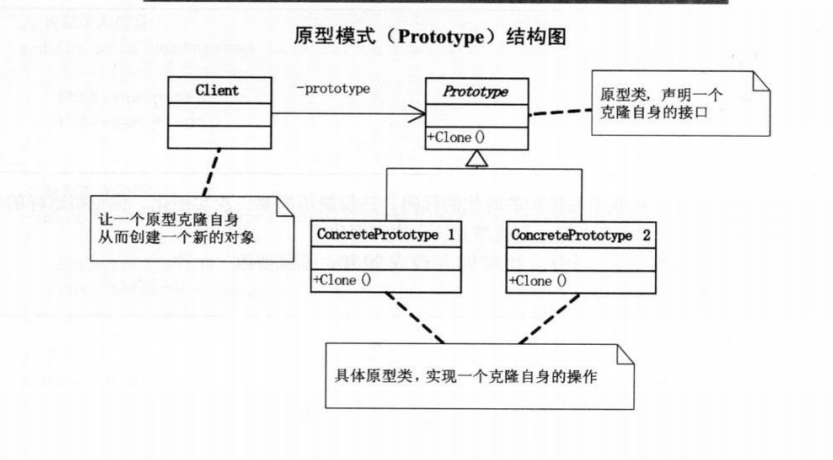 原型模式（Prototype）结构图
Client
-prototype
Prototype
+Clone()
原型类，声明一个
克隆自身的接口
让一个原型克隆自身
从而创建一个新的对象
ConcretePrototype 1
+Clone()
ConcretePrototype 2
+Clone()
具体原型类，实现一个克隆自身的操作